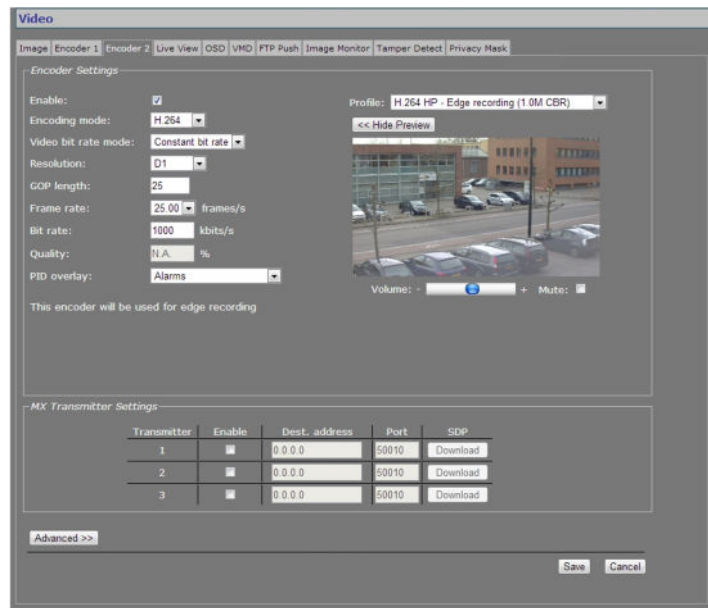 Video
Image Encoder 1 Encoder 2 Live View OSD VMD FTP Push Image Monitor Tamper Detect Privacy Mask
Encoder Settings
Enable:
Encoding mode: H.264
Video bit rate mode: Constant bit rate
Resolution: D1
GOP length: 25
Frame rate: 25.00 frames/s
Bit rate: 1000 kbits/s
Quality: N.A. %
PID overlay: Alarms
This encoder will be used for edge recording
Profile: H.264 HP - Edge recording (1.0M CBR)
<< Hide Preview
Volume: - + Mute:
MX Transmitter Settings
Transmitter Enable Dest. address Port SDP
1 0.0.0.0 50010 Download
2 0.0.0.0 50010 Download
3 0.0.0.0 50010 Download
Advanced >>
Save Cancel